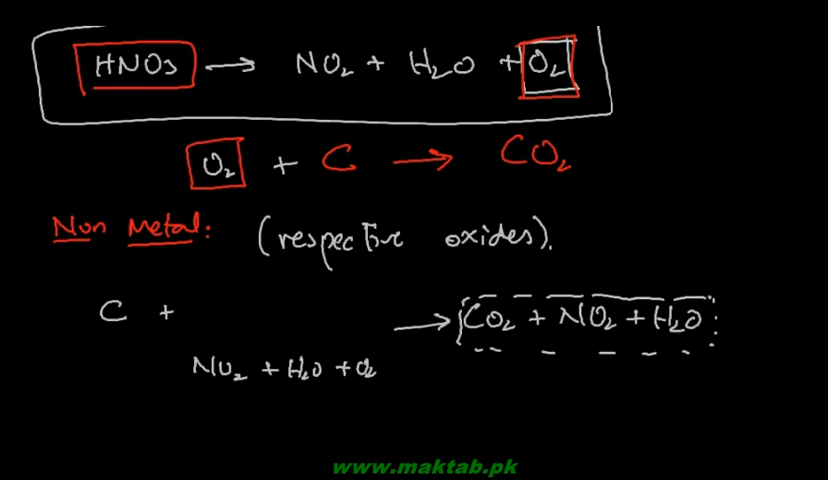 HNO3 → NO2 + H2O + O2
O2 + C → CO2
Non Metal: (respective oxides).
C + → CO2 + NO2 + H2O
NO2 + H2O + O2
www.maktab.pk